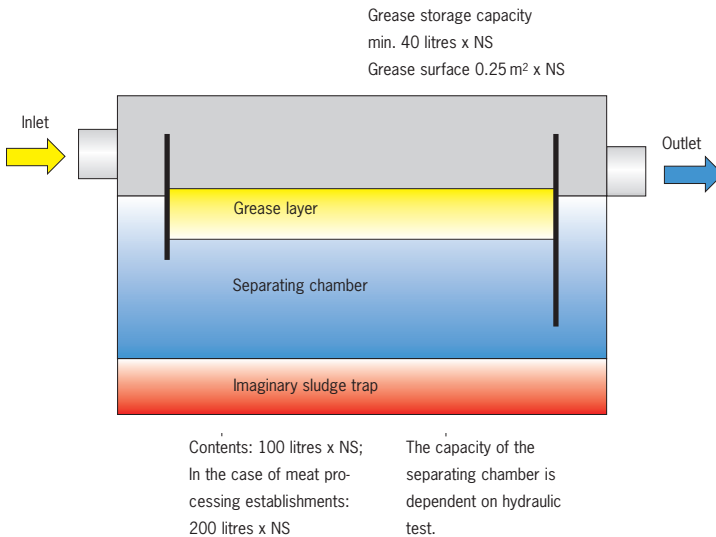 Grease storage capacity
min. 40 litres x NS
Grease surface 0.25 m² x NS
Inlet
Outlet
Grease layer
Separating chamber
Imaginary sludge trap
Contents: 100 litres x NS;
In the case of meat pro-
cessing establishments:
200 litres x NS
The capacity of the
separating chamber is
dependent on hydraulic
test.